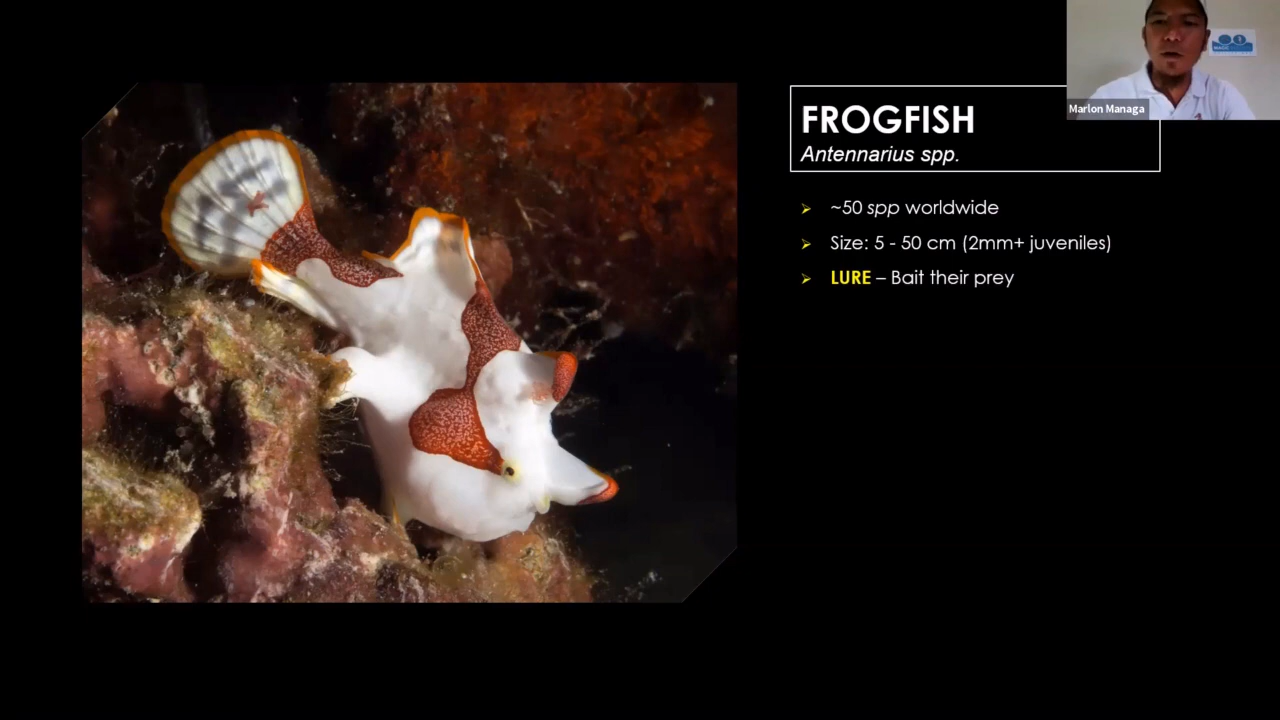 FROGFISH
Antennarius spp.
~50 spp worldwide
Size: 5 - 50 cm (2mm+ juveniles)
LURE – Bait their prey
Marlon Managa